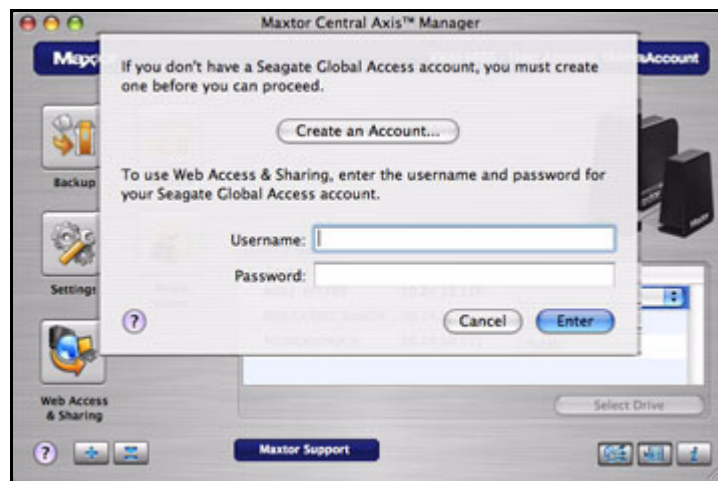 Maxtor Central Axis™ Manager
If you don't have a Seagate Global Access account, you must create
one before you can proceed.
Create an Account...
To use Web Access & Sharing, enter the username and password for
your Seagate Global Access account.
Username:
Password:
?
Cancel
Enter
Backup
Settings
Web Access
& Sharing
Select Drive
?
Maxtor Support
i
Maxtor